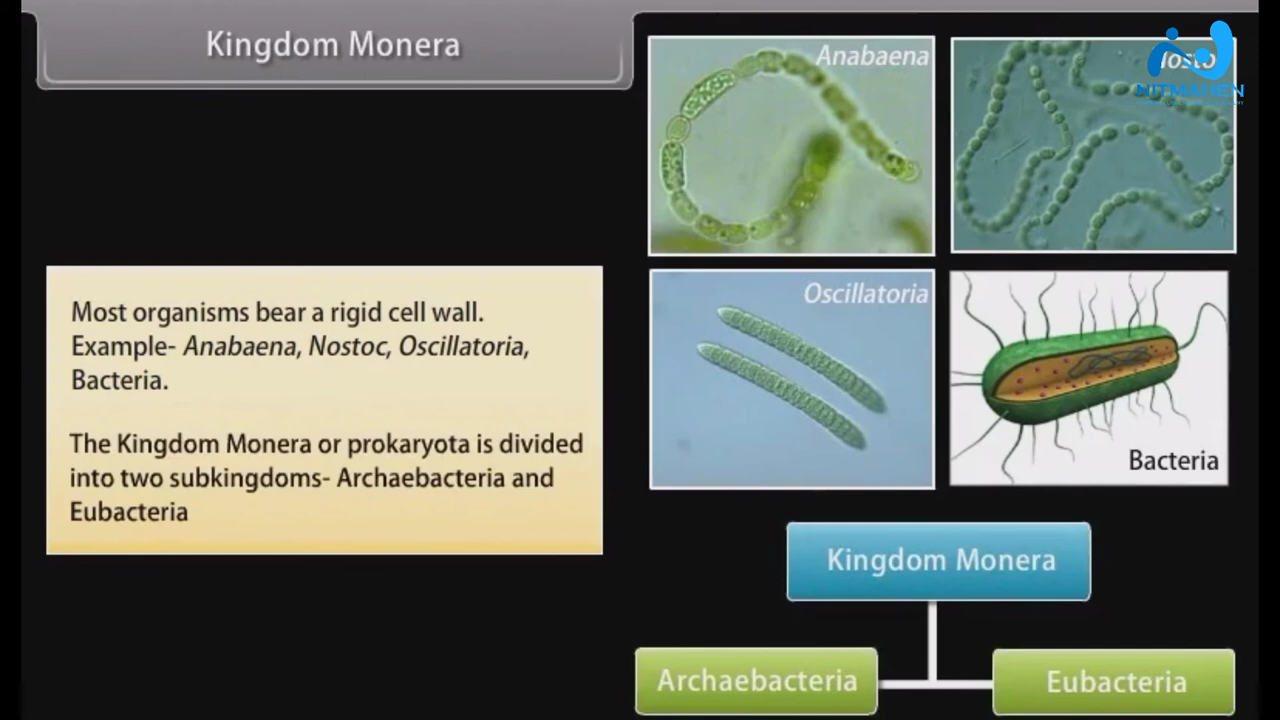 Kingdom Monera
Anabaena
NITMAHEN
Most organisms bear a rigid cell wall.
Example- Anabaena, Nostoc, Oscillatoria,
Bacteria.
The Kingdom Monera or prokaryota is divided
into two subkingdoms- Archaebacteria and
Eubacteria
Oscillatoria
Bacteria
Kingdom Monera
Archaebacteria
Eubacteria